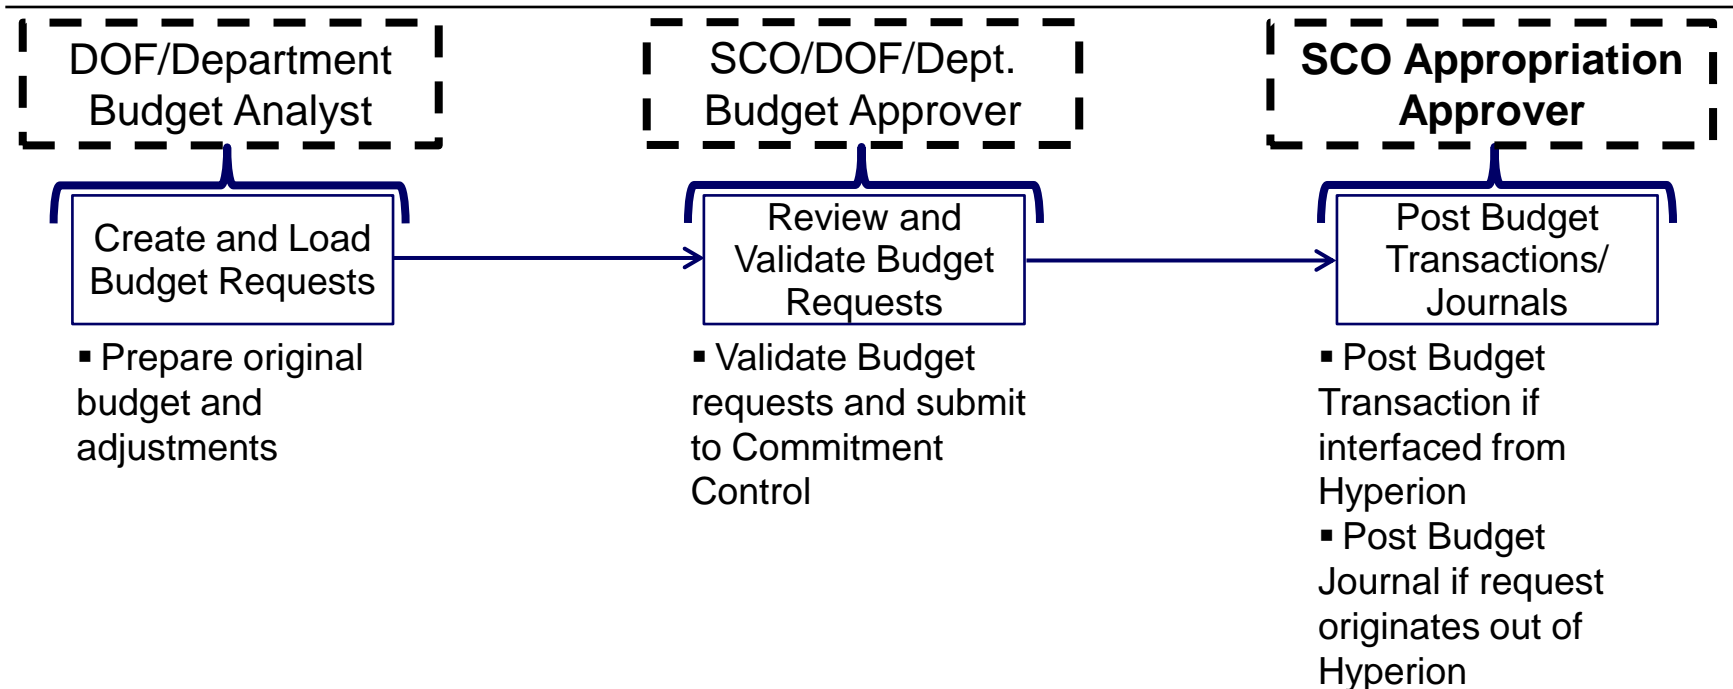 DOF/Department
Budget Analyst
SCO/DOF/Dept.
Budget Approver
SCO Appropriation
Approver
Create and Load
Budget Requests
Review and
Validate Budget
Requests
Post Budget
Transactions/
Journals
▪ Prepare original
budget and
adjustments
▪ Validate Budget
requests and submit
to Commitment
Control
▪ Post Budget
Transaction if
interfaced from
Hyperion
▪ Post Budget
Journal if request
originates out of
Hyperion